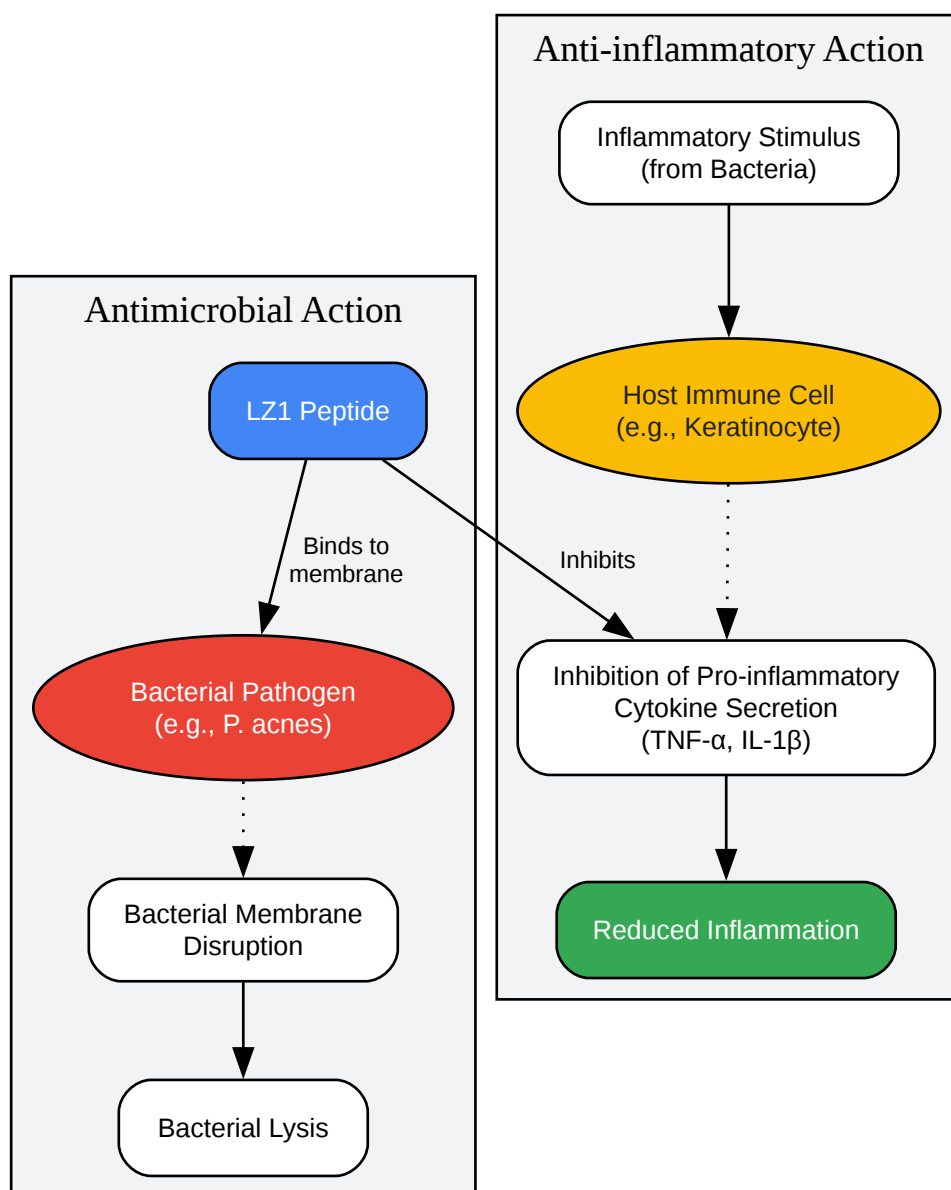 Anti-inflammatory Action
Inflammatory Stimulus
(from Bacteria)
Antimicrobial Action
LZ1 Peptide
Host Immune Cell
(e.g., Keratinocyte)
Binds to
membrane
Inhibits
Bacterial Pathogen
(e.g., P. acnes)
Inhibition of Pro-inflammatory
Cytokine Secretion
(TNF-α, IL-1β)
Bacterial Membrane
Disruption
Reduced Inflammation
Bacterial Lysis